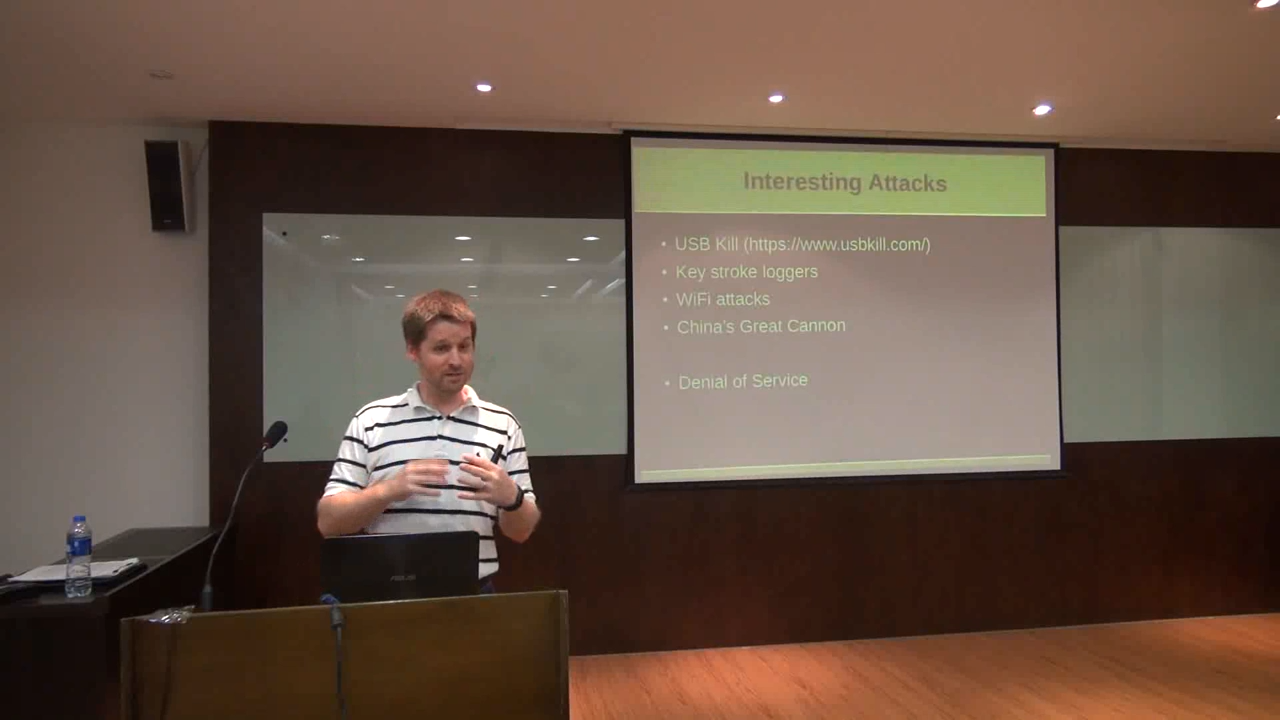 Interesting Attacks
• USB Kill (https://www.usbkill.com/)
• Key stroke loggers
• WiFi attacks
• China's Great Cannon
• Denial of Service
ASUS